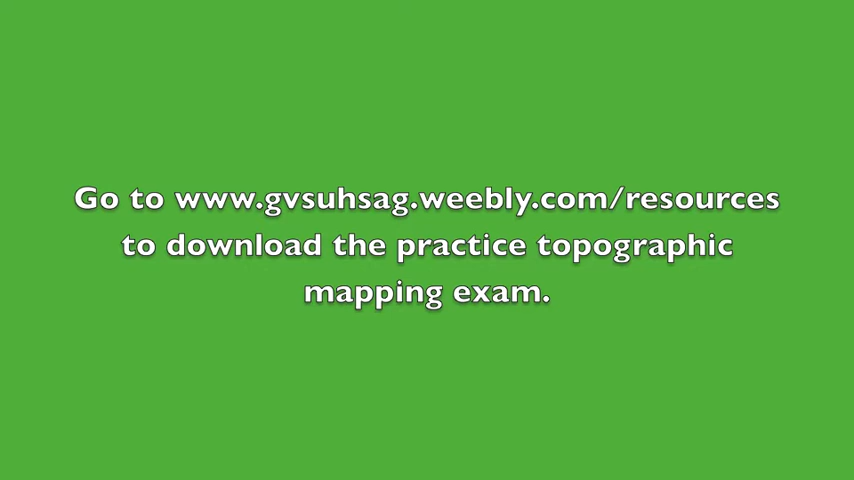 Go to www.gvsuhsag.weebly.com/resources
to download the practice topographic
mapping exam.